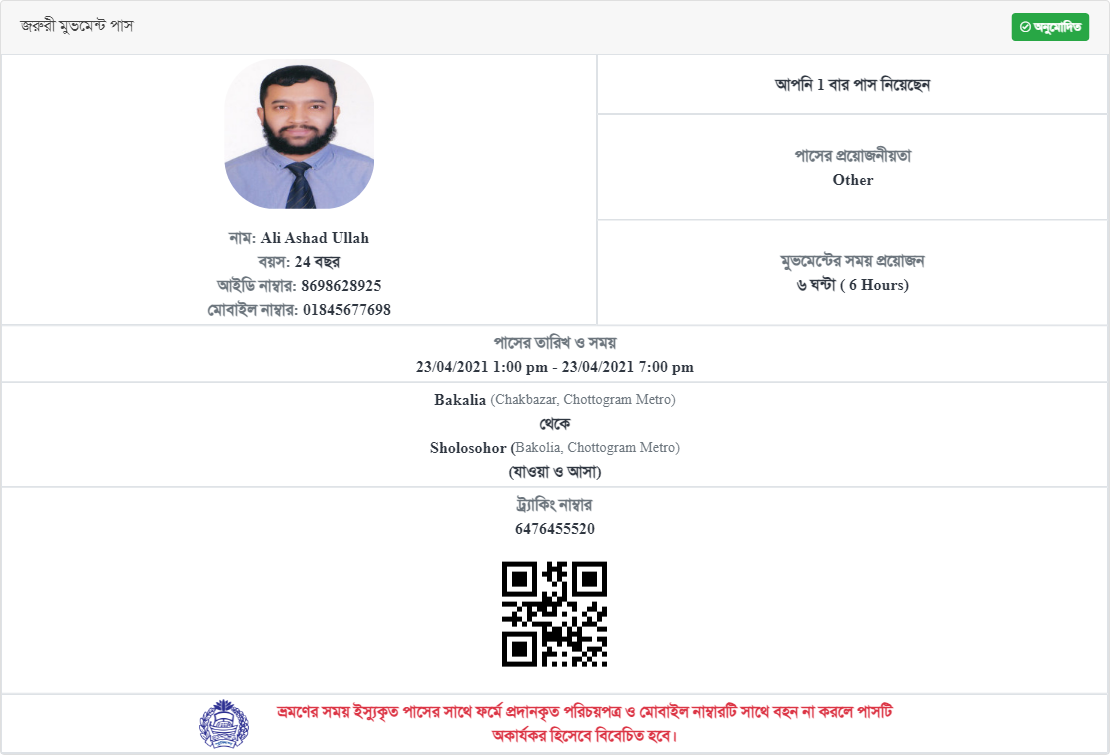 জরুরী মুভমেন্ট পাস
অনুমোদিত
নাম: Ali Ashad Ullah
বয়স: 24 বছর
আইডি নাম্বার: 8698628925
মোবাইল নাম্বার: 01845677698
আপনি 1 বার পাস নিয়েছেন
পাসের প্রয়োজনীয়তা
Other
মুভমেন্টের সময় প্রয়োজন
৬ ঘন্টা ( 6 Hours)
পাসের তারিখ ও সময়
23/04/2021 1:00 pm - 23/04/2021 7:00 pm
Bakalia (Chakbazar, Chottogram Metro)
থেকে
Sholosohor (Bakolia, Chottogram Metro)
(যাওয়া ও আসা)
ট্র্যাকিং নাম্বার
6476455520
ভ্রমণের সময় ইস্যুকৃত পাসের সাথে ফর্মে প্রদানকৃত পরিচয়পত্র ও মোবাইল নাম্বারটি সাথে বহন না করলে পাসটি
অকার্যকর হিসেবে বিবেচিত হবে।